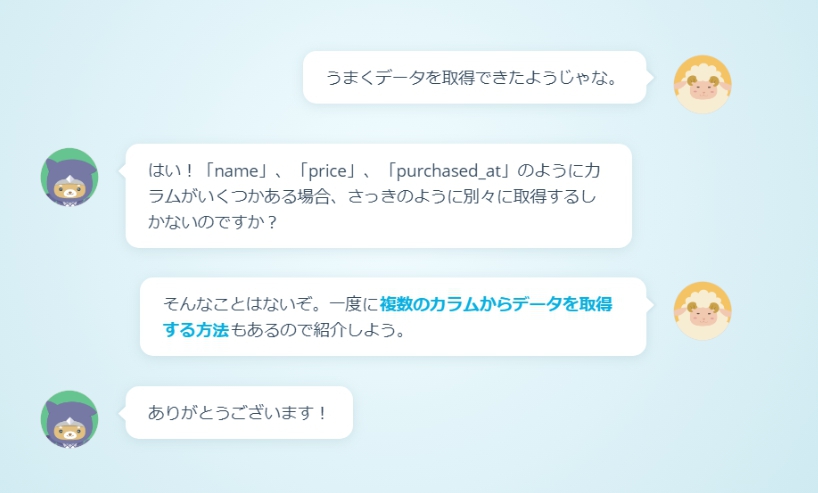 うまくデータを取得できたようじゃな。
はい！「name」、「price」、「purchased_at」のようにカ
ラムがいくつかある場合、さっきのように別々に取得するし
かないのですか？
そんなことはないぞ。一度に複数のカラムからデータを取得
する方法もあるので紹介しよう。
ありがとうございます！